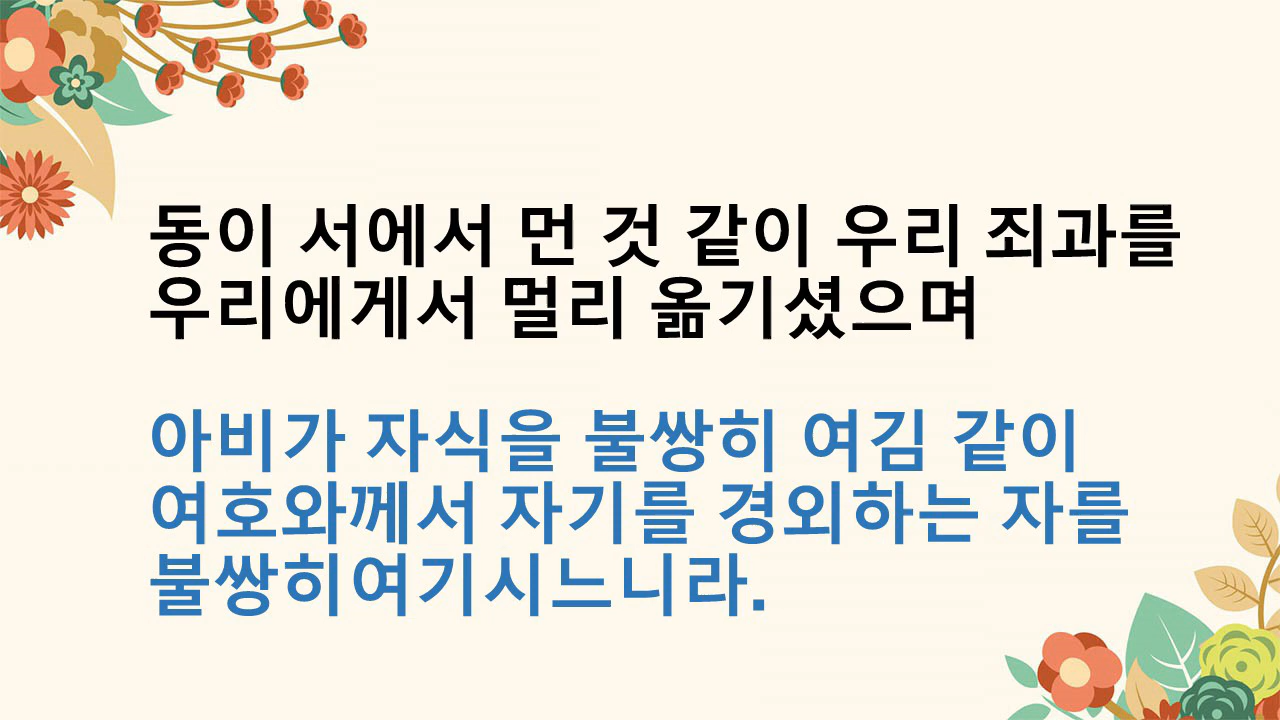 동이 서에서 먼 것 같이 우리 죄과를
우리에게서 멀리 옮기셨으며
아비가 자식을 불쌍히 여김 같이
여호와께서 자기를 경외하는 자를
불쌍히여기시느니라.